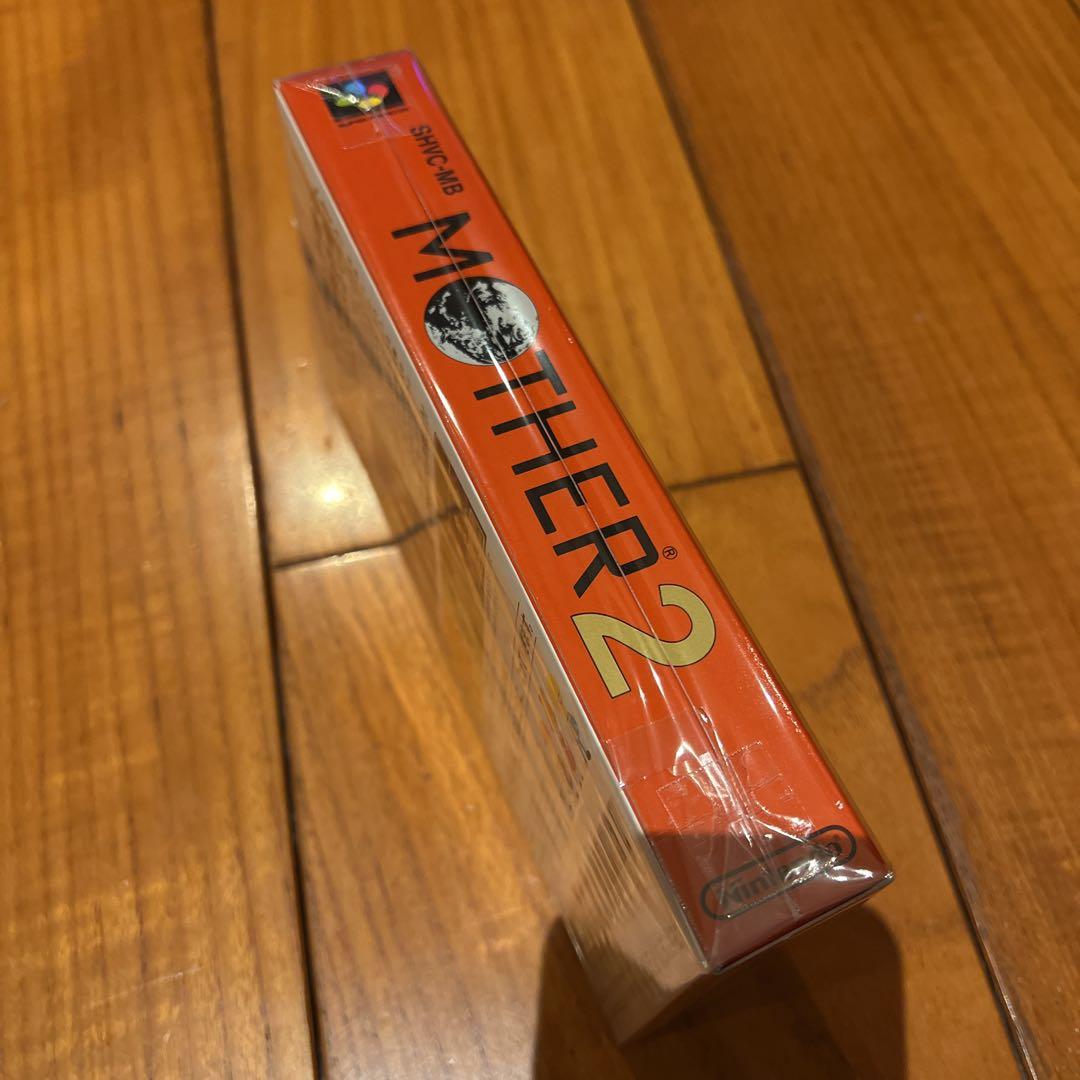 SHVC-MB
MOTHER® 2
Nintendo